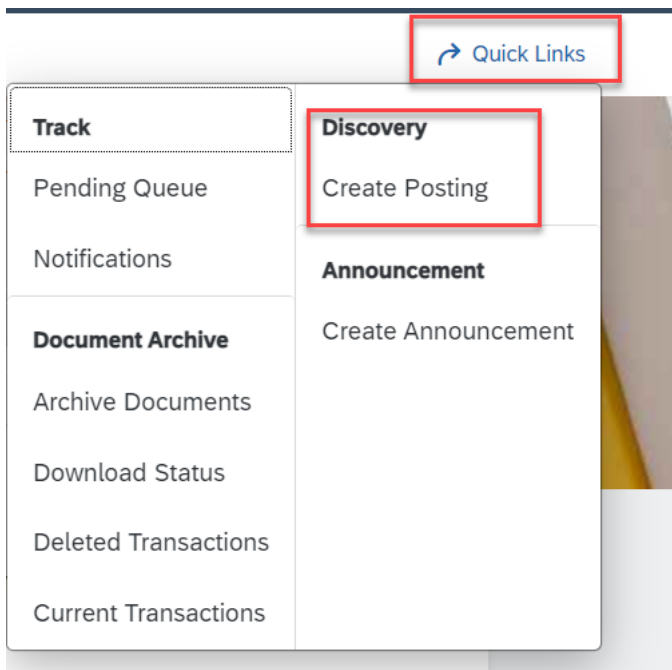 Quick Links
Track
Pending Queue
Notifications
Document Archive
Archive Documents
Download Status
Deleted Transactions
Current Transactions
Discovery
Create Posting
Announcement
Create Announcement